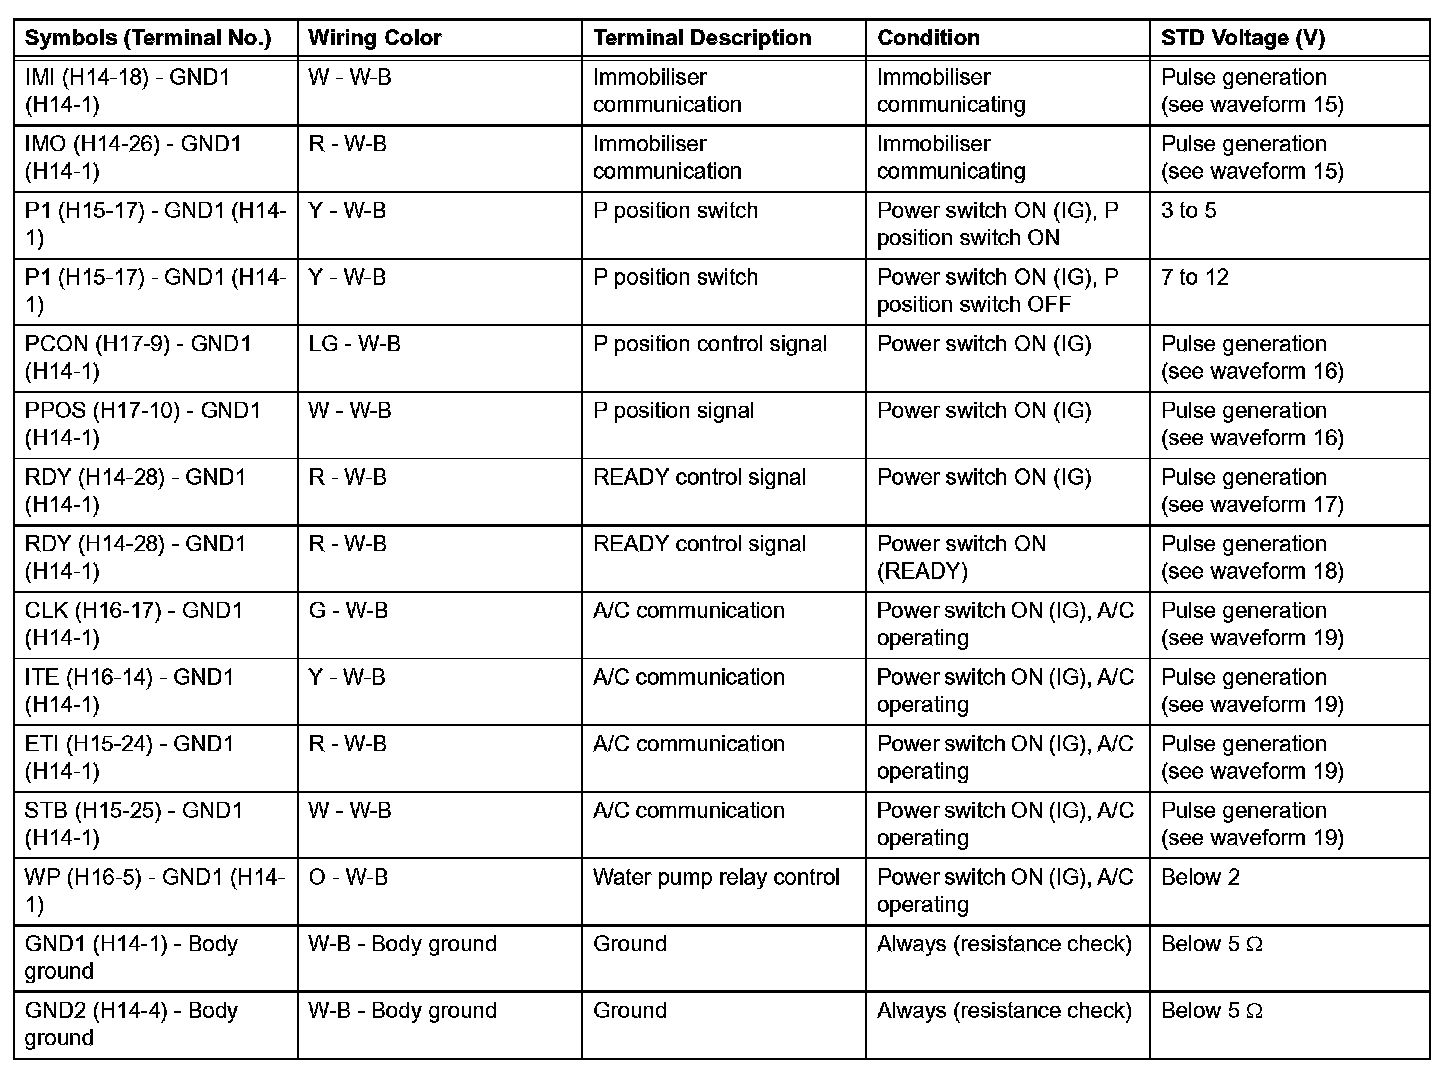 Symbols (Terminal No.) Wiring Color Terminal Description Condition STD Voltage (V)
IMI (H14-18) - GND1 W - W-B Immobiliser Immobiliser Pulse generation
(H14-1) communication communicating (see waveform 15)
IMO (H14-26) - GND1 R - W-B Immobiliser Immobiliser Pulse generation
(H14-1) communication communicating (see waveform 15)
P1 (H15-17) - GND1 (H14- Y - W-B P position switch Power switch ON (IG), P 3 to 5
1) position switch ON
P1 (H15-17) - GND1 (H14- Y - W-B P position switch Power switch ON (IG), P 7 to 12
1) position switch OFF
PCON (H17-9) - GND1 LG - W-B P position control signal Power switch ON (IG) Pulse generation
(H14-1) (see waveform 16)
PPOS (H17-10) - GND1 W - W-B P position signal Power switch ON (IG) Pulse generation
(H14-1) (see waveform 16)
RDY (H14-28) - GND1 R - W-B READY control signal Power switch ON (IG) Pulse generation
(H14-1) (see waveform 17)
RDY (H14-28) - GND1 R - W-B READY control signal Power switch ON Pulse generation
(H14-1) (READY) (see waveform 18)
CLK (H16-17) - GND1 G - W-B A/C communication Power switch ON (IG), A/C Pulse generation
(H14-1) operating (see waveform 19)
ITE (H16-14) - GND1 Y - W-B A/C communication Power switch ON (IG), A/C Pulse generation
(H14-1) operating (see waveform 19)
ETI (H15-24) - GND1 R - W-B A/C communication Power switch ON (IG), A/C Pulse generation
(H14-1) operating (see waveform 19)
STB (H15-25) - GND1 W - W-B A/C communication Power switch ON (IG), A/C Pulse generation
(H14-1) operating (see waveform 19)
WP (H16-5) - GND1 (H14- O - W-B Water pump relay control Power switch ON (IG), A/C Below 2
1) operating
GND1 (H14-1) - Body W-B - Body ground Ground Always (resistance check) Below 5 Ω
ground
GND2 (H14-4) - Body W-B - Body ground Ground Always (resistance check) Below 5 Ω
ground